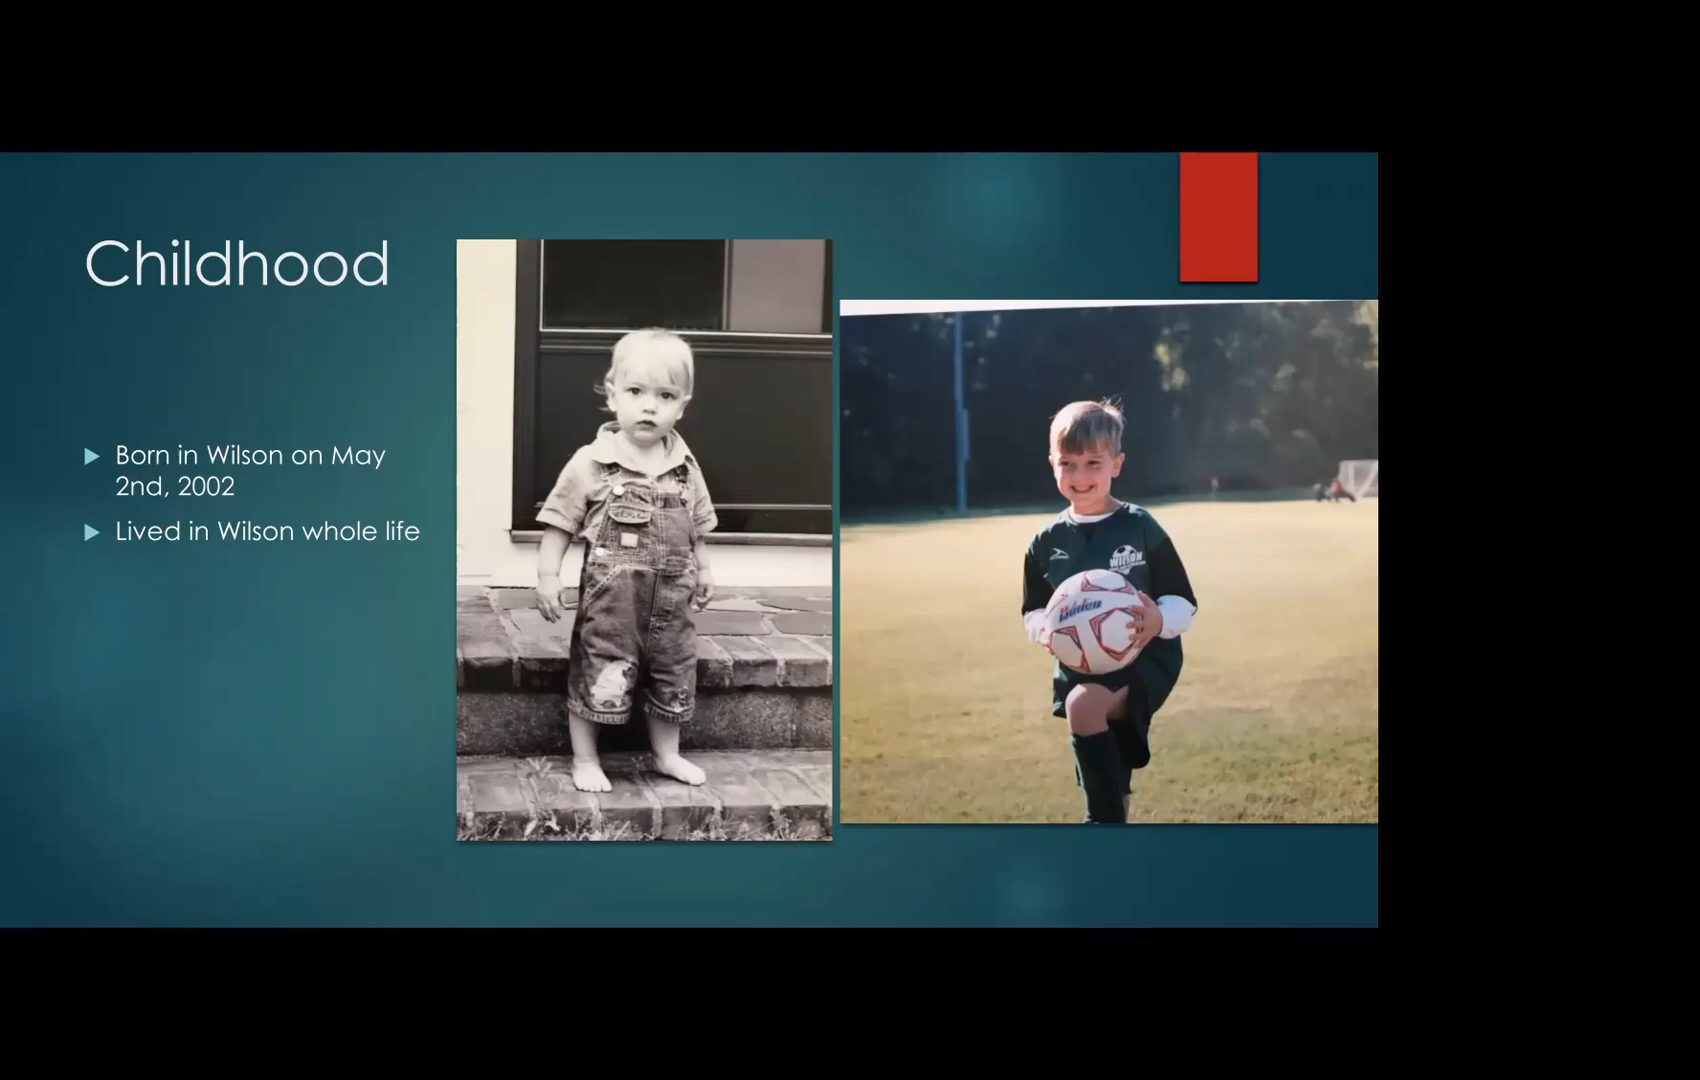 Childhood
Born in Wilson on May
2nd, 2002
Lived in Wilson whole life
WILSON
baden